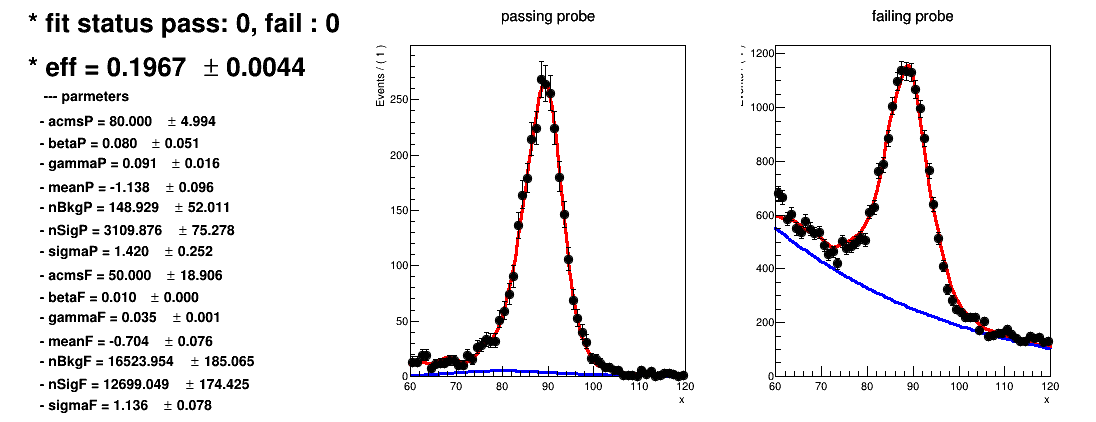 * fit status pass: 0, fail : 0
* eff = 0.1967 ± 0.0044
--- parmeters
- acmsP = 80.000 ± 4.994
- betaP = 0.080 ± 0.051
- gammaP = 0.091 ± 0.016
- meanP = -1.138 ± 0.096
- nBkgP = 148.929 ± 52.011
- nSigP = 3109.876 ± 75.278
- sigmaP = 1.420 ± 0.252
- acmsF = 50.000 ± 18.906
- betaF = 0.010 ± 0.000
- gammaF = 0.035 ± 0.001
- meanF = -0.704 ± 0.076
- nBkgF = 16523.954 ± 185.065
- nSigF = 12699.049 ± 174.425
- sigmaF = 1.136 ± 0.078
passing probe
Events / ( 1 )
250
200
150
100
50
0
60 70 80 90 100 110 120
x
failing probe
1200
1000
800
600
400
200
0
60 70 80 90 100 110 120
x